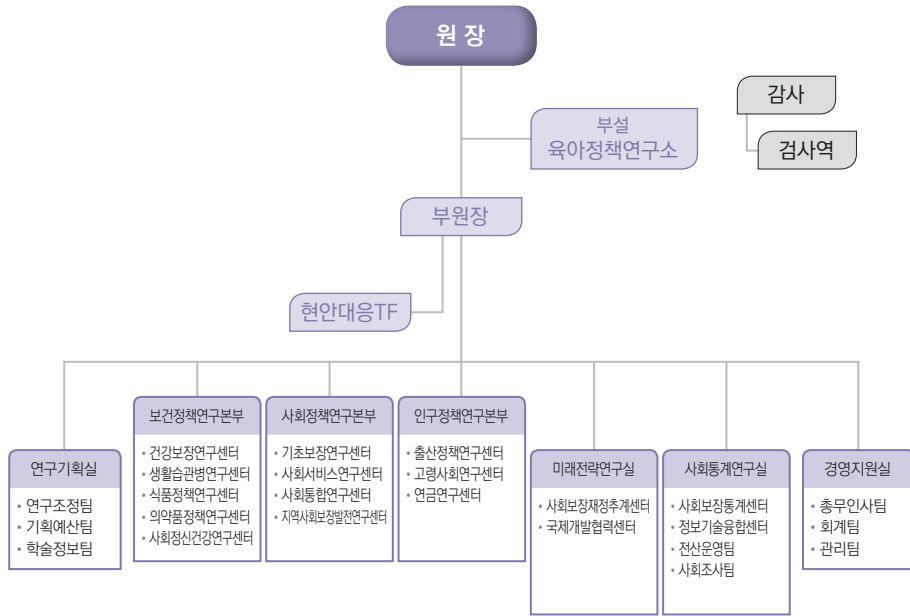 원 장
감사
검사역
부설
육아정책연구소
부원장
현안대응TF
연구기획실
• 연구조정팀
• 기획예산팀
• 학술정보팀
보건정책연구본부
• 건강보장연구센터
• 생활습관병연구센터
• 식품정책연구센터
• 의약품정책연구센터
• 사회정신건강연구센터
사회정책연구본부
• 기초보장연구센터
• 사회서비스연구센터
• 사회통합연구센터
• 지역사회보장발전연구센터
인구정책연구본부
• 출산정책연구센터
• 고령사회연구센터
• 연금연구센터
미래전략연구실
• 사회보장재정추계센터
• 국제개발협력센터
사회통계연구실
• 사회보장통계센터
• 정보기술융합센터
• 전산운영팀
• 사회조사팀
경영지원실
• 총무인사팀
• 회계팀
• 관리팀